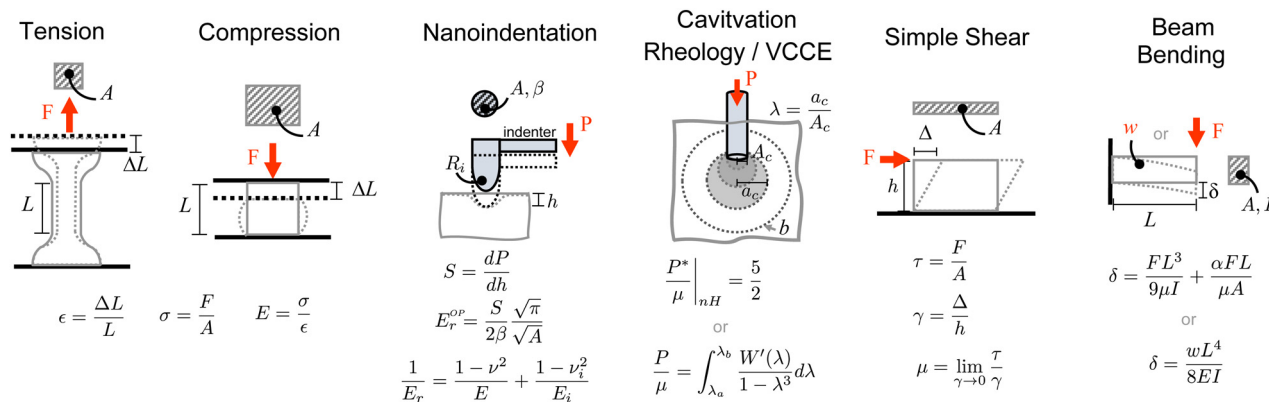 Tension
A
F
ΔL
L
Compression
A
F
ΔL
L
ϵ = ΔL/L
σ = F/A
E = σ/ϵ
Nanoindentation
A, β
indenter
P
R_i
h
S = dP/dh
E_r^{OP} = S/2β √π/√A
1/E_r = (1 − ν²)/E + (1 − ν_i²)/E_i
Cavitvation
Rheology / VCCE
P
λ = a_c/A_c
A_c
a_c
b
P*/μ|_{nH} = 5/2
or
P/μ = ∫_{λ_a}^{λ_b} W′(λ)/(1 − λ³) dλ
Simple Shear
A
Δ
F
h
τ = F/A
γ = Δ/h
μ = lim_{γ→0} τ/γ
Beam
Bending
w or F
δ
L
A, I
δ = FL³/9μI + αFL/μA
or
δ = wL⁴/8EI